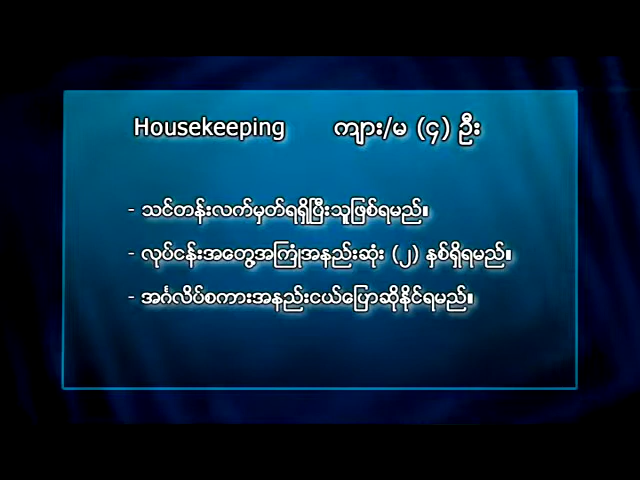 Housekeeping ကျား/မ (၄) ဦး
- သင်တန်းလက်မှတ်ရရှိပြီးသူဖြစ်ရမည်။
- လုပ်ငန်းအတွေ့အကြုံအနည်းဆုံး (၂) နှစ်ရှိရမည်။
- အင်္ဂလိပ်စကားအနည်းငယ်ပြောဆိုနိုင်ရမည်။